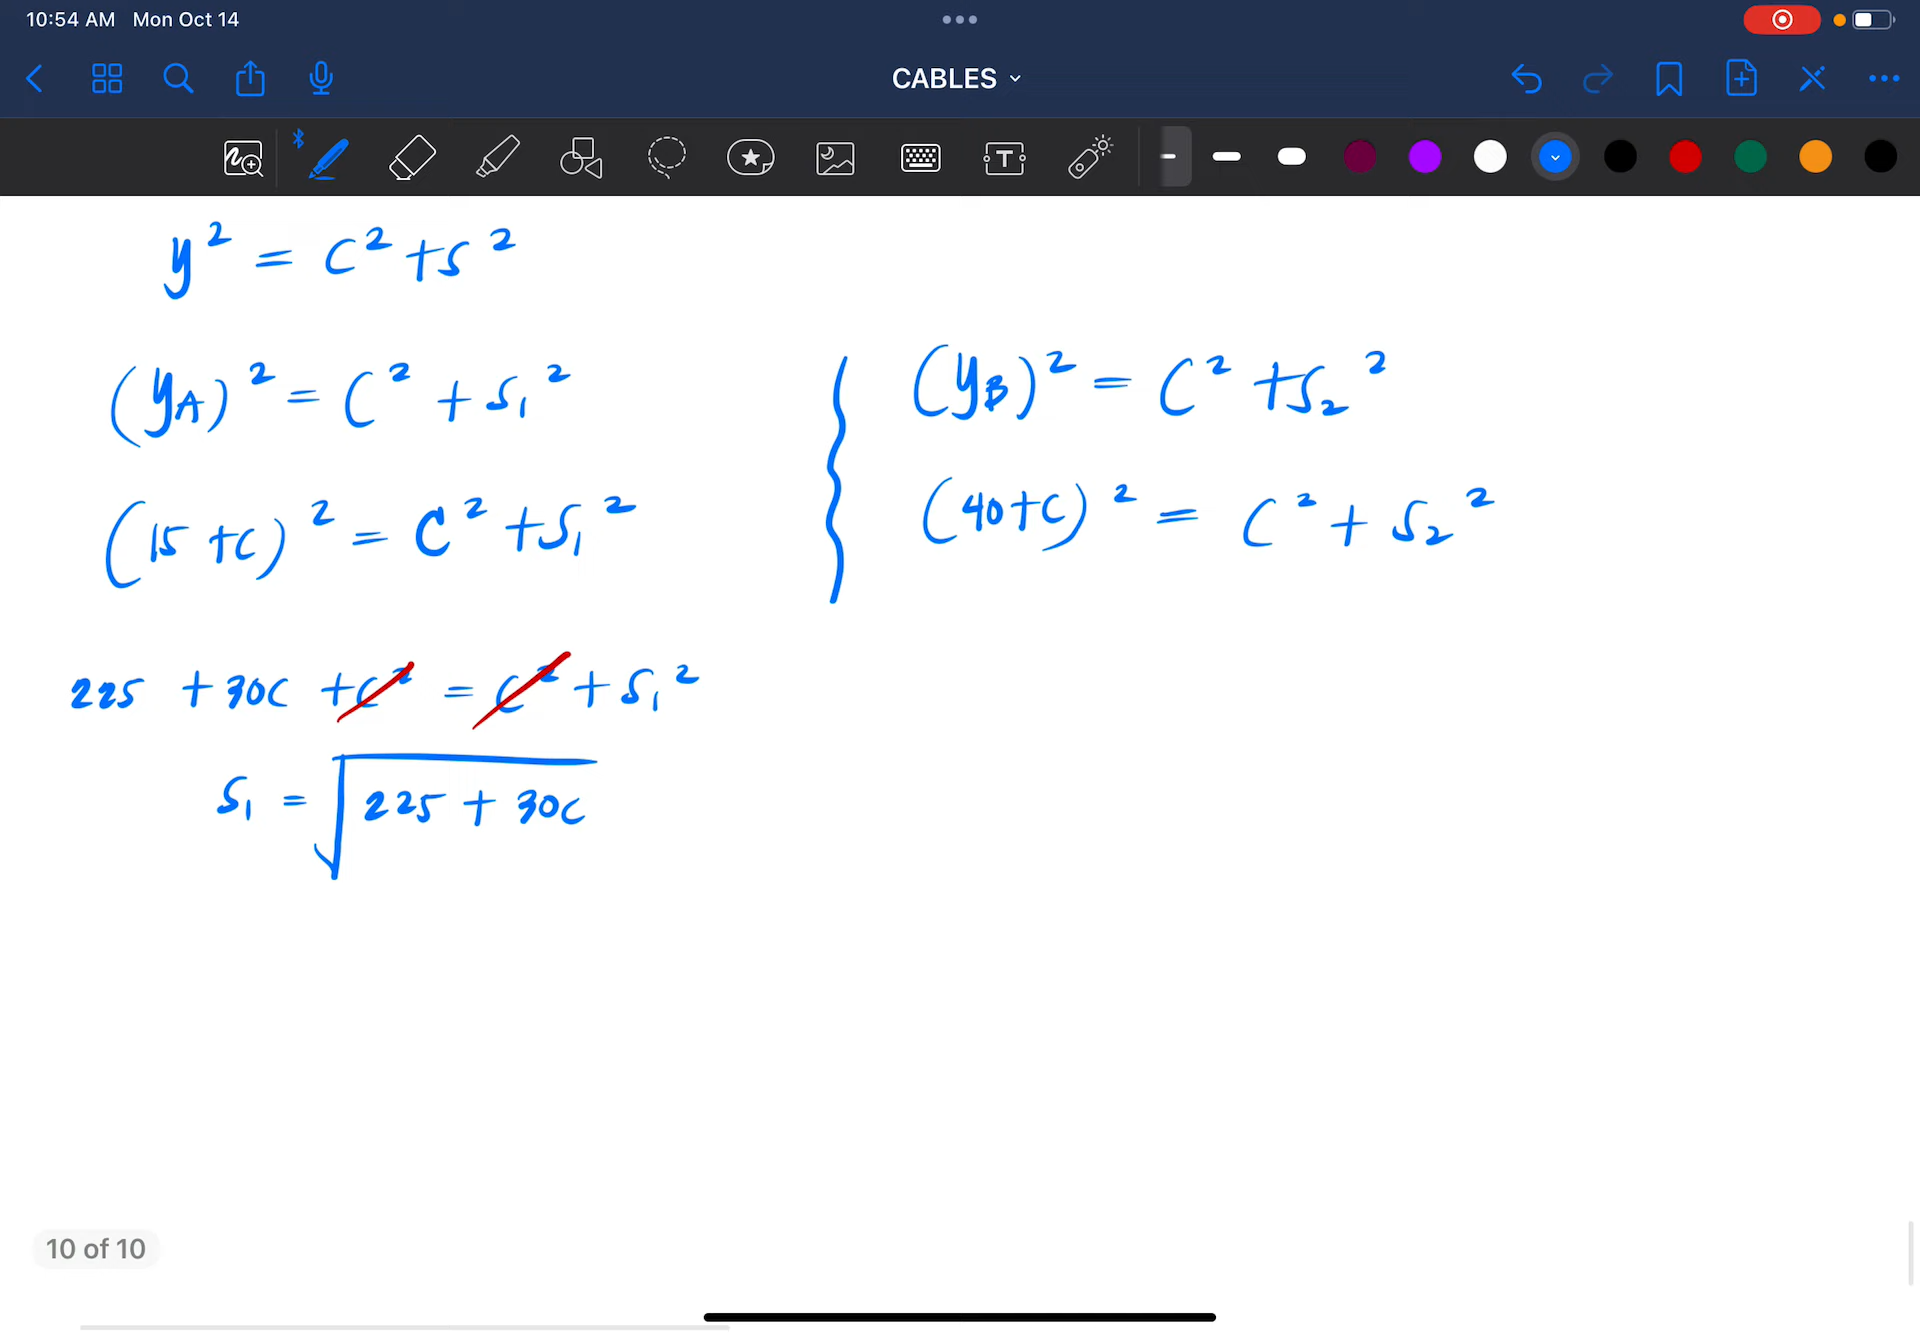 10:54 AM Mon Oct 14
CABLES
T
y² = C² + S²
(yA)² = C² + S₁²
(15 + C)² = C² + S₁²
225 + 30C + C² = C² + S₁²
S₁ = √225 + 30C
(yB)² = C² + S₂²
(40 + C)² = C² + S₂²
10 of 10